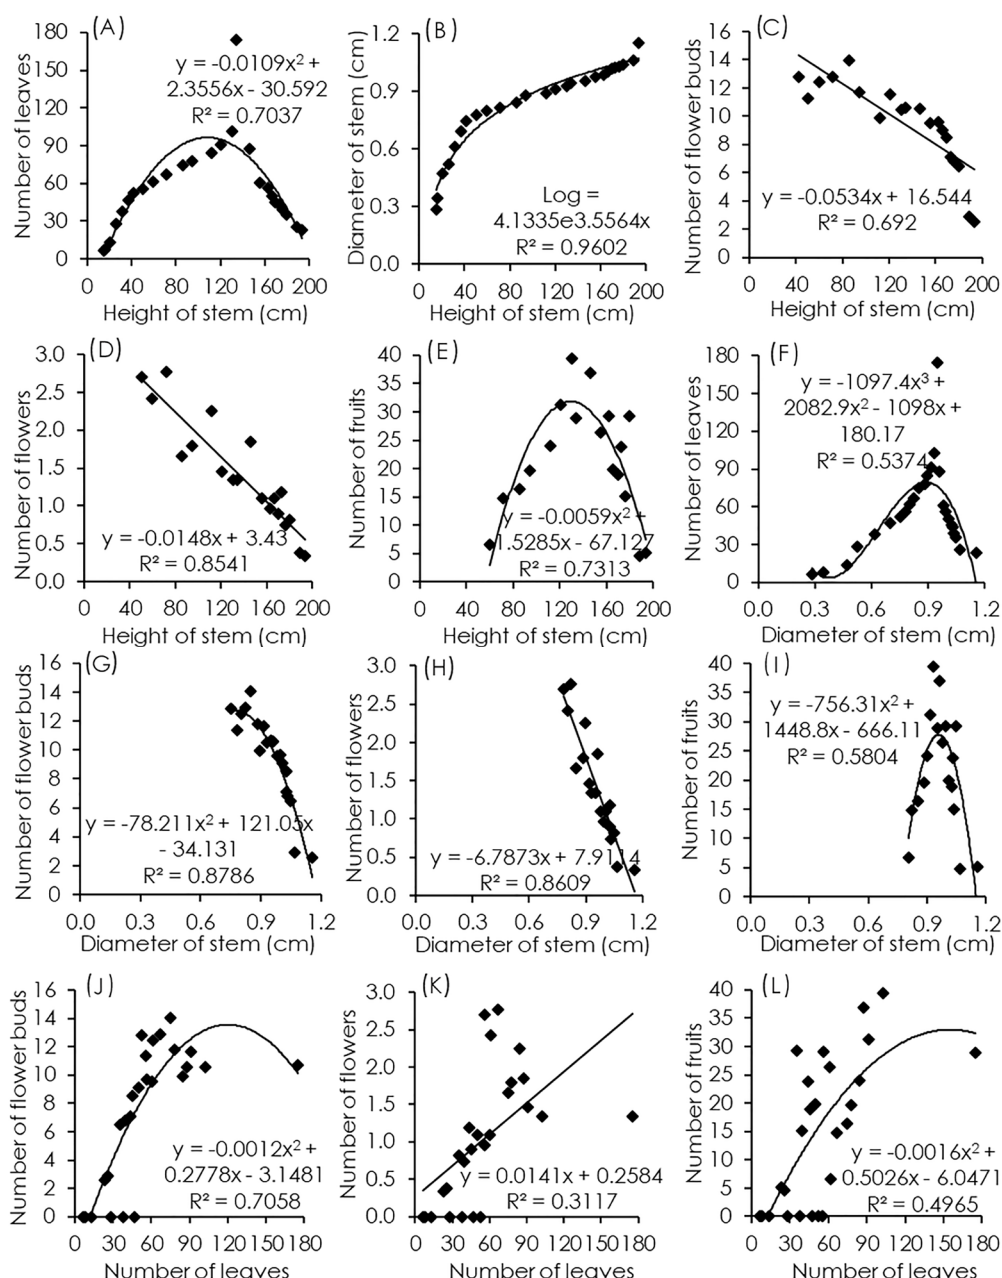 (A)
Number of leaves
180
150
120
90
60
30
0
y = -0.0109x² +
2.3556x - 30.592
R² = 0.7037
0 40 80 120 160 200
Height of stem (cm)
(B)
Diameter of stem (cm)
1.2
0.9
0.6
0.3
0.0
Log =
4.1335e3.5564x
R² = 0.9602
0 40 80 120 160 200
Height of stem (cm)
(C)
Number of flower buds
16
14
12
10
8
6
4
2
0
y = -0.0534x + 16.544
R² = 0.692
0 40 80 120 160 200
Height of stem (cm)
(D)
Number of flowers
3.0
2.5
2.0
1.5
1.0
0.5
0.0
y = -0.0148x + 3.43
R² = 0.8541
0 40 80 120 160 200
Height of stem (cm)
(E)
Number of fruits
40
35
30
25
20
15
10
5
0
y = -0.0059x² +
1.5285x - 67.127
R² = 0.7313
0 40 80 120 160 200
Height of stem (cm)
(F)
Number of leaves
180
150
120
90
60
30
0
y = -1097.4x³ +
2082.9x² - 1098x +
180.17
R² = 0.5374
0.0 0.3 0.6 0.9 1.2
Diameter of stem (cm)
(G)
Number of flower buds
16
14
12
10
8
6
4
2
0
y = -78.211x² + 121.05x
- 34.131
R² = 0.8786
0.0 0.3 0.6 0.9 1.2
Diameter of stem (cm)
(H)
Number of flowers
3.0
2.5
2.0
1.5
1.0
0.5
0.0
y = -6.7873x + 7.9114
R² = 0.8609
0.0 0.3 0.6 0.9 1.2
Diameter of stem (cm)
(I)
Number of fruits
40
35
30
25
20
15
10
5
0
y = -756.31x² +
1448.8x - 666.11
R² = 0.5804
0.0 0.3 0.6 0.9 1.2
Diameter of stem (cm)
(J)
Number of flower buds
16
14
12
10
8
6
4
2
0
y = -0.0012x² +
0.2778x - 3.1481
R² = 0.7058
0 30 60 90 120 150 180
Number of leaves
(K)
Number of flowers
3.0
2.5
2.0
1.5
1.0
0.5
0.0
y = 0.0141x + 0.2584
R² = 0.3117
0 30 60 90 120 150 180
Number of leaves
(L)
Number of fruits
40
35
30
25
20
15
10
5
0
y = -0.0016x² +
0.5026x - 6.0471
R² = 0.4965
0 30 60 90 120 150 180
Number of leaves